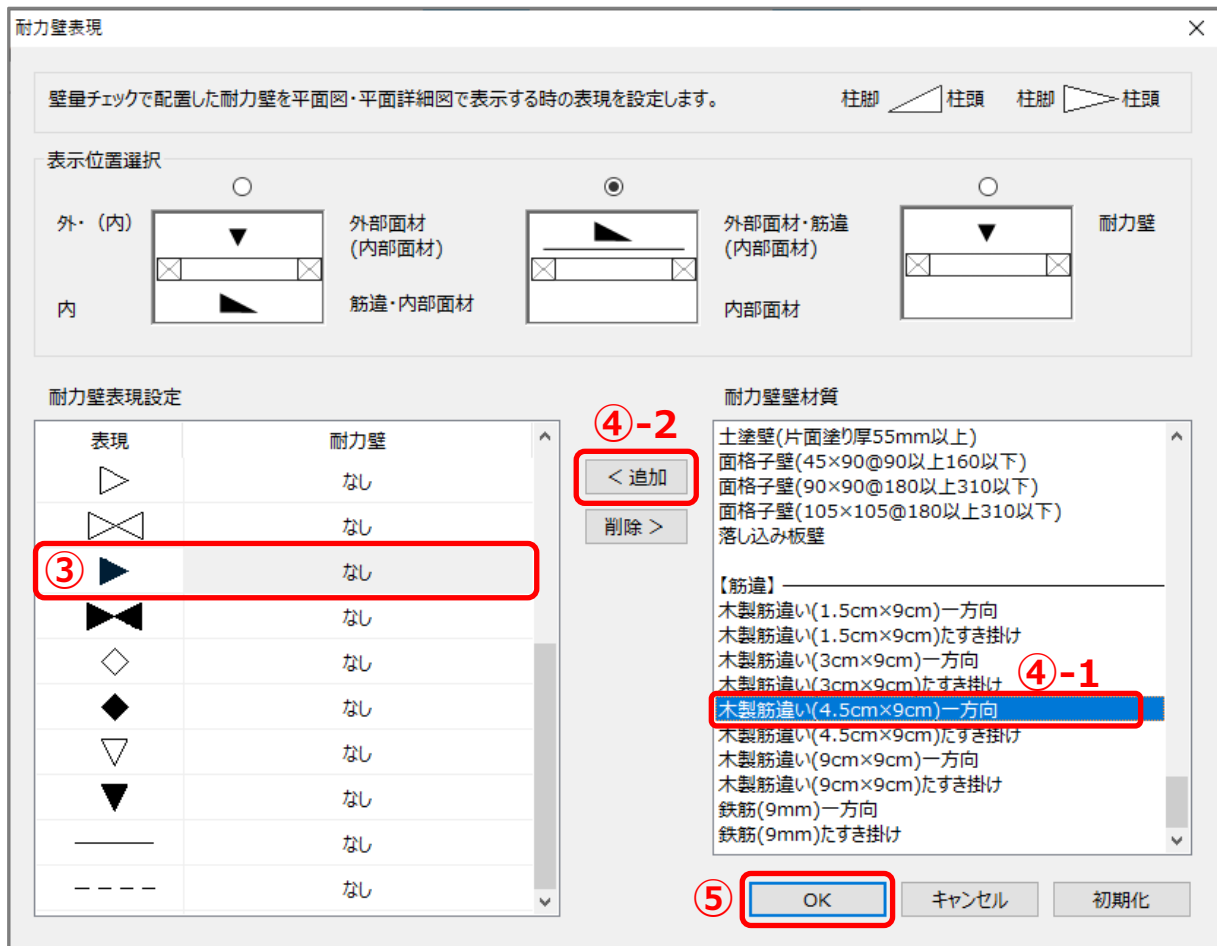 耐力壁表現
壁量チェックで配置した耐力壁を平面図・平面詳細図で表示する時の表現を設定します。
柱脚 柱頭 柱脚 柱頭
表示位置選択
外・（内）
内
外部面材
(内部面材)
筋違・内部面材
外部面材・筋違
(内部面材)
内部面材
耐力壁
耐力壁表現設定
表現 耐力壁
なし
なし
③ なし
なし
なし
なし
なし
なし
なし
なし
④-2
< 追加
削除 >
耐力壁壁材質
土塗壁(片面塗り厚55mm以上)
面格子壁(45×90@90以上160以下)
面格子壁(90×90@180以上310以下)
面格子壁(105×105@180以上310以下)
落し込み板壁
【筋違】
木製筋違い(1.5cm×9cm)一方向
木製筋違い(1.5cm×9cm)たすき掛け
木製筋違い(3cm×9cm)一方向
木製筋違い(3cm×9cm)たすき掛け
④-1
木製筋違い(4.5cm×9cm)一方向
木製筋違い(4.5cm×9cm)たすき掛け
木製筋違い(9cm×9cm)一方向
木製筋違い(9cm×9cm)たすき掛け
鉄筋(9mm)一方向
鉄筋(9mm)たすき掛け
⑤ OK キャンセル 初期化